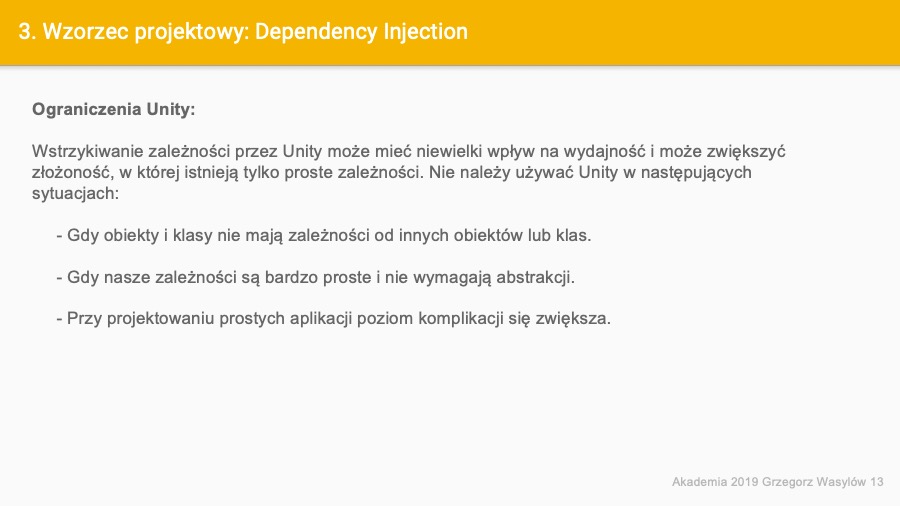 3. Wzorzec projektowy: Dependency Injection
Ograniczenia Unity:
Wstrzykiwanie zależności przez Unity może mieć niewielki wpływ na wydajność i może zwiększyć
złożoność, w której istnieją tylko proste zależności. Nie należy używać Unity w następujących
sytuacjach:
- Gdy obiekty i klasy nie mają zależności od innych obiektów lub klas.
- Gdy nasze zależności są bardzo proste i nie wymagają abstrakcji.
- Przy projektowaniu prostych aplikacji poziom komplikacji się zwiększa.
Akademia 2019 Grzegorz Wasylów 13